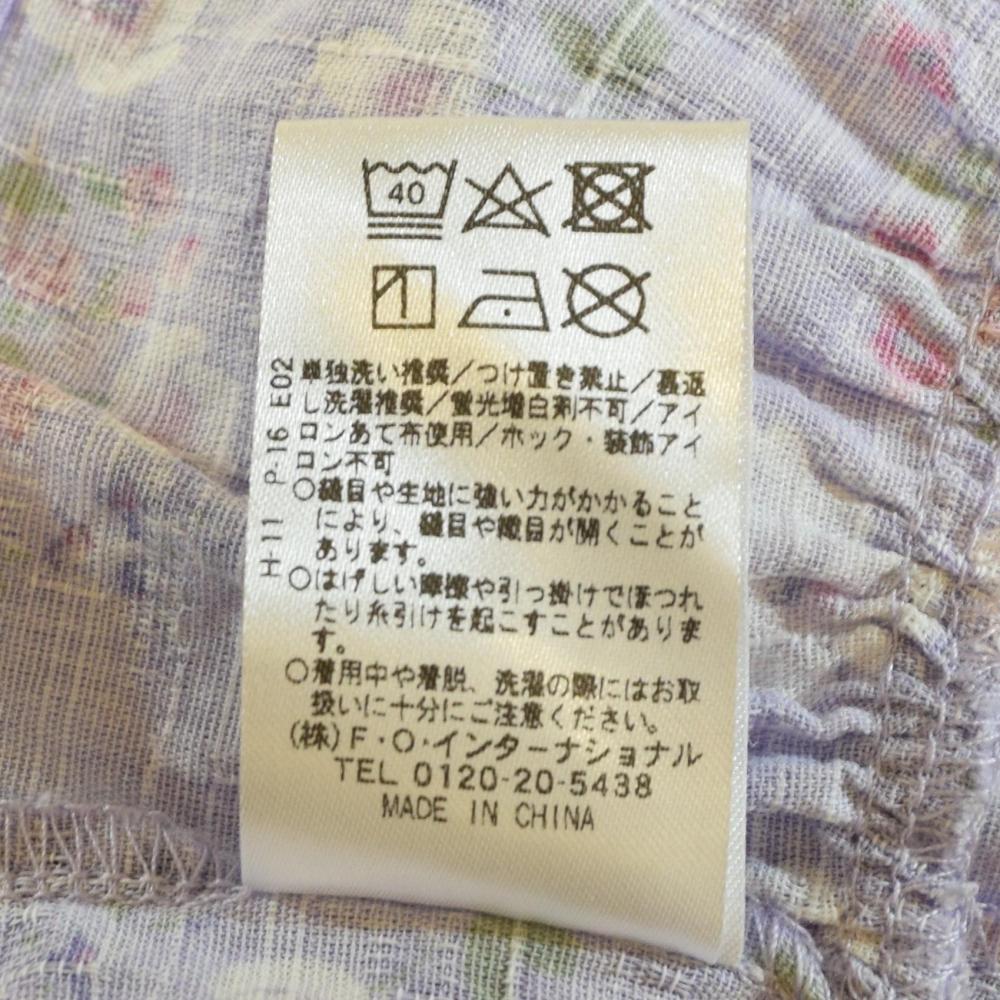 40
単独洗い推奨／つけ置き禁止／裏返
し洗濯推奨／蛍光増白剤不可／アイ
ロンあて布使用／ホック・装飾アイ
ロン不可
○縫目や生地に強い力がかかること
により、縫目や織目が開くことが
あります。
○はげしい摩擦や引っ掛けでほつれ
たり糸引けを起こすことがありま
す。
○着用中や着脱、洗濯の際にはお取
扱いに十分にご注意ください。
(株)F・O・インターナショナル
TEL 0120-20-5438
MADE IN CHINA
H-11 P-16 E02